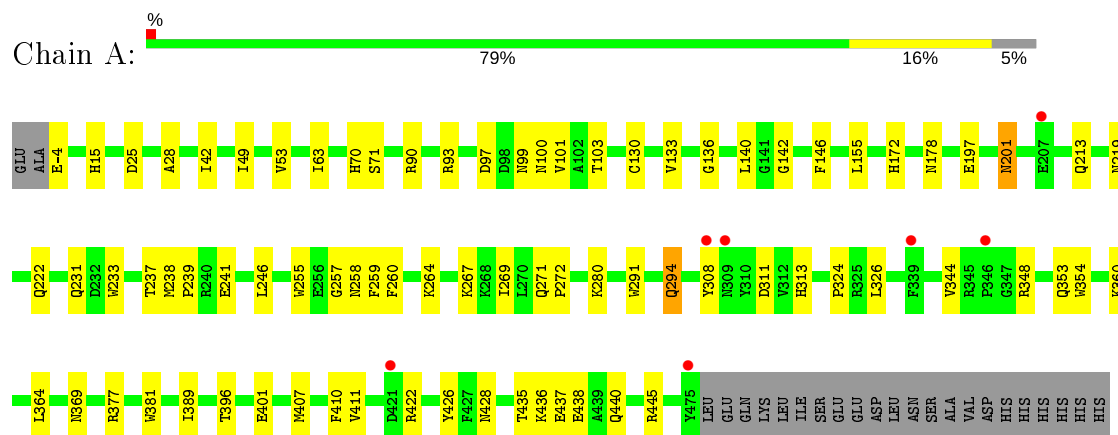 %
Chain A:
79% 16% 5%
GLU ALA E-4 H15 D25 A28 I42 I49 V53 I63 H70 S71 R90 R93 D97 D98 N99 N100 V101 A102 T103 C130 V133 G136 L140 G141 G142 F146 L155 H172 N178 E197 N201 E207 Q213 N219
Q222 Q231 D232 W233 T237 M238 P239 R240 E241 L246 W255 E256 G257 N258 F259 F260 K264 K267 K268 I269 L270 Q271 P272 K280 W291 Q294 Y308 N309 Y310 D311 V312 H313 P324 R325 L326 F339 V344 R345 P346 G347 R348 Q353 W354 K360
L364 N369 R377 W381 I389 T396 E401 M407 F410 V411 D421 R422 Y426 F427 N428 T435 K436 E437 E438 A439 Q440 R445 Y475 LEU GLU GLN LYS LEU ILE SER GLU GLU ASP LEU ASN SER ALA VAL ASP HIS HIS HIS HIS HIS HIS